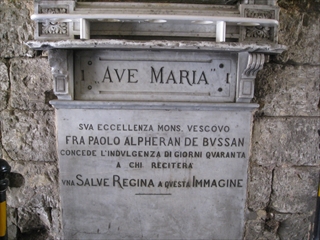 "AVE MARIA"
SVA ECCELLENZA MONS. VESCOVO
FRA PAOLO ALPHERAN DE BVSSAN
CONCEDE L'INDVLGENZA DI GIORNI QVARANTA
A CHI RECITERÀ
VNA SALVE REGINA A QVESTA IMMAGINE